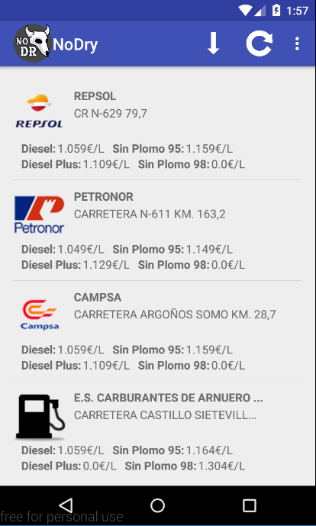 1:57
NO
DR
NoDry
REPSOL
CR N-629 79,7
REPSOL
Diesel: 1.059€/L Sin Plomo 95: 1.159€/L
Diesel Plus: 1.109€/L Sin Plomo 98: 0.0€/L
PETRONOR
CARRETERA N-611 KM. 163,2
Petronor
Diesel: 1.049€/L Sin Plomo 95: 1.149€/L
Diesel Plus: 1.129€/L Sin Plomo 98: 0.0€/L
CAMPSA
CARRETERA ARGOÑOS SOMO KM. 28,7
Campsa
Diesel: 1.059€/L Sin Plomo 95: 1.159€/L
Diesel Plus: 1.109€/L Sin Plomo 98: 0.0€/L
E.S. CARBURANTES DE ARNUERO ...
CARRETERA CASTILLO SIETEVILL...
Diesel: 1.059€/L Sin Plomo 95: 1.164€/L
Diesel Plus: 0.0€/L Sin Plomo 98: 1.304€/L
free for personal use